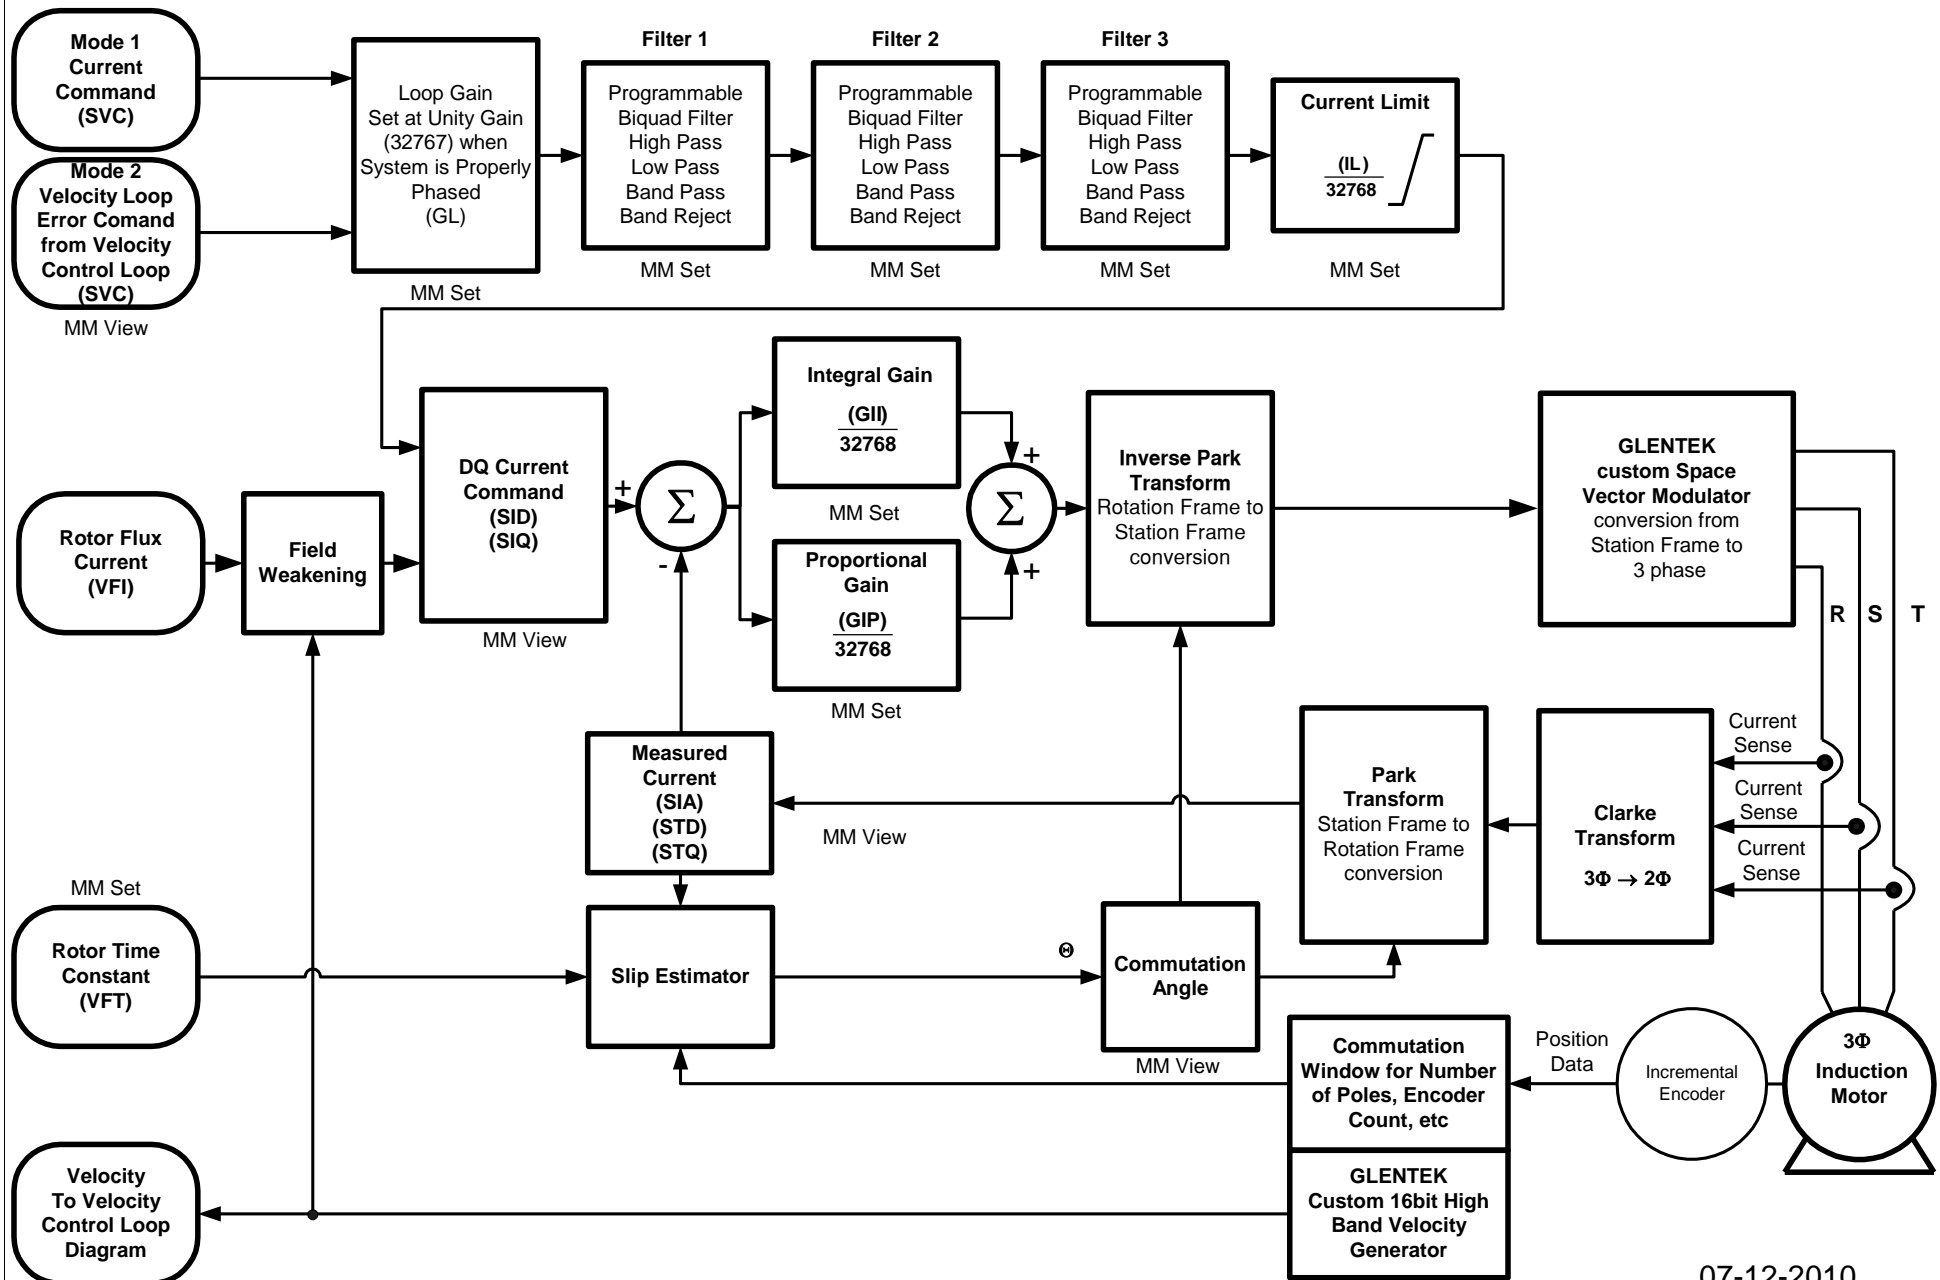 Mode 1
Current
Command
(SVC)
Mode 2
Velocity Loop
Error Comand
from Velocity
Control Loop
(SVC)
MM View
Loop Gain
Set at Unity Gain
(32767) when
System is Properly
Phased
(GL)
MM Set
Filter 1
Programmable
Biquad Filter
High Pass
Low Pass
Band Pass
Band Reject
MM Set
Filter 2
Programmable
Biquad Filter
High Pass
Low Pass
Band Pass
Band Reject
MM Set
Filter 3
Programmable
Biquad Filter
High Pass
Low Pass
Band Pass
Band Reject
MM Set
Current Limit
(IL)
32768
MM Set
Rotor Flux
Current
(VFI)
Field
Weakening
DQ Current
Command
(SID)
(SIQ)
MM View
+
-
Σ
Integral Gain
(GII)
32768
MM Set
Proportional
Gain
(GIP)
32768
MM Set
+
Σ
+
Inverse Park
Transform
Rotation Frame to
Station Frame
conversion
GLENTEK
custom Space
Vector Modulator
conversion from
Station Frame to
3 phase
R S T
Measured
Current
(SIA)
(STD)
(STQ)
MM View
Park
Transform
Station Frame to
Rotation Frame
conversion
Clarke
Transform
3Φ → 2Φ
Current
Sense
Current
Sense
Current
Sense
MM Set
Rotor Time
Constant
(VFT)
Slip Estimator
Θ
Commutation
Angle
MM View
Commutation
Window for Number
of Poles, Encoder
Count, etc
Position
Data
Incremental
Encoder
3Φ
Induction
Motor
Velocity
To Velocity
Control Loop
Diagram
GLENTEK
Custom 16bit High
Band Velocity
Generator
07-12-2010